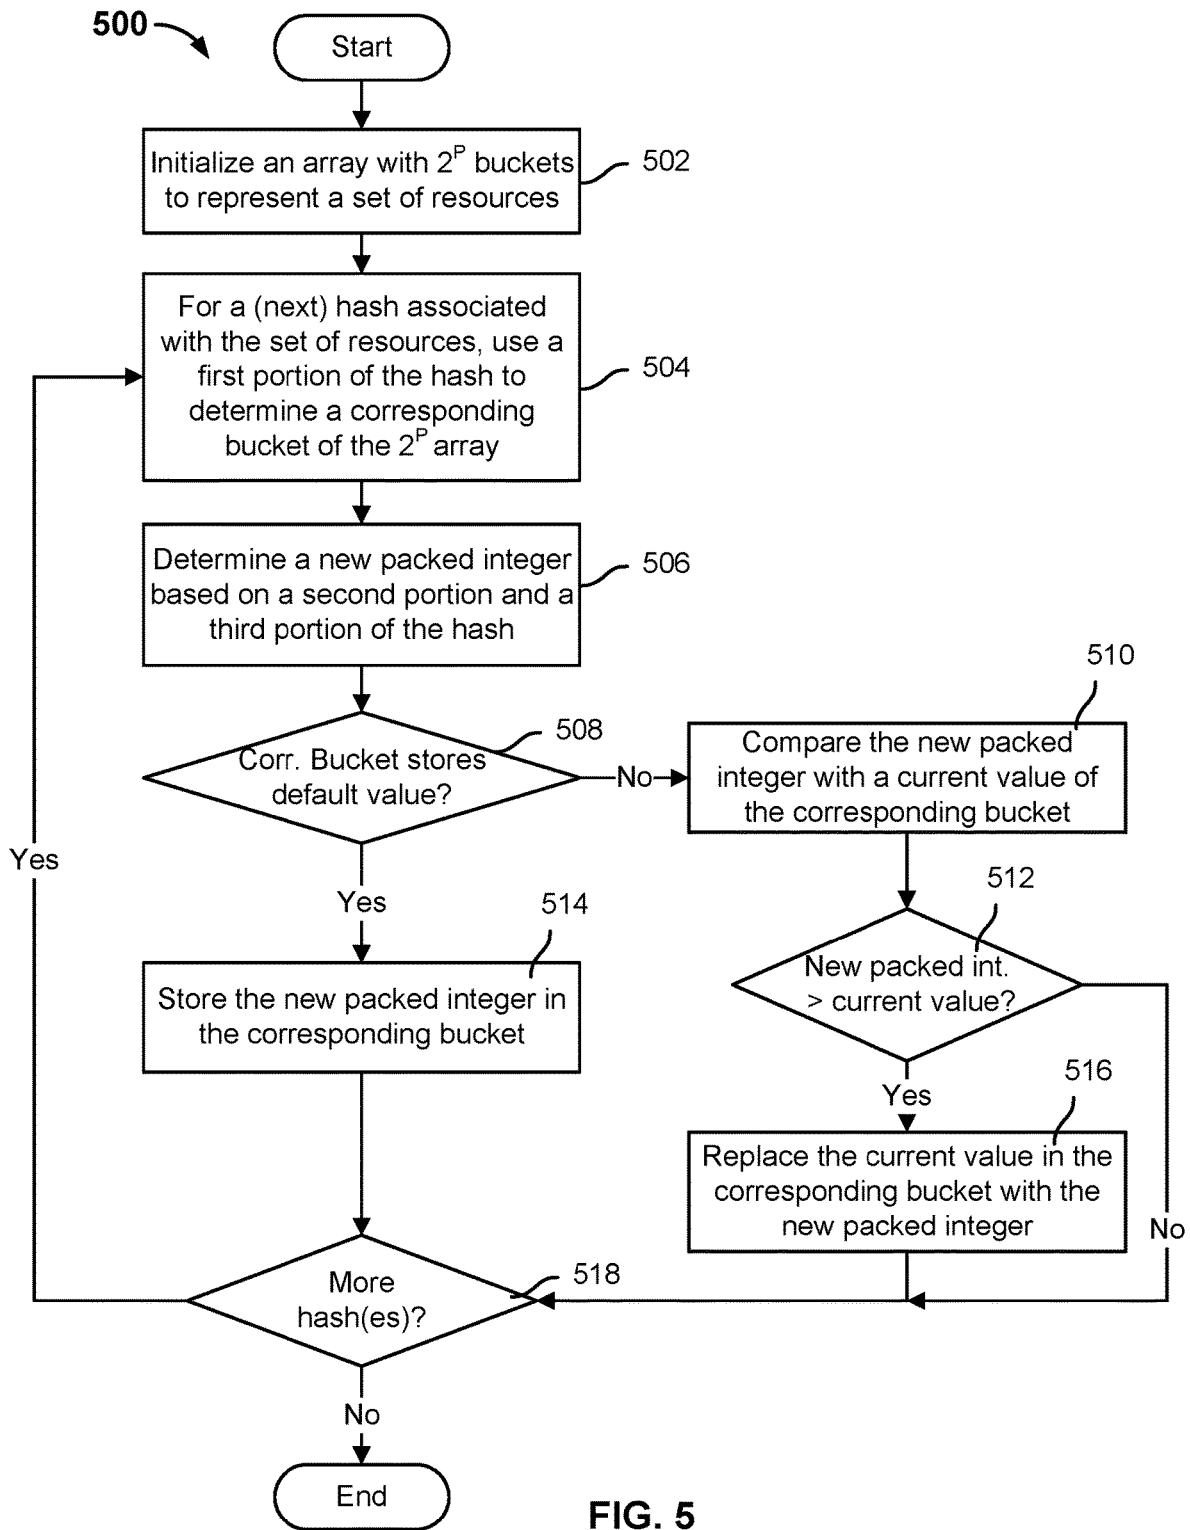 500
Start
Initialize an array with 2^P buckets
to represent a set of resources
502
For a (next) hash associated
with the set of resources, use a
first portion of the hash to
determine a corresponding
bucket of the 2^P array
504
Determine a new packed integer
based on a second portion and a
third portion of the hash
506
Corr. Bucket stores
default value?
508
No
Compare the new packed
integer with a current value of
the corresponding bucket
510
Yes
Yes
Store the new packed integer in
the corresponding bucket
514
New packed int.
> current value?
512
Yes
Replace the current value in the
corresponding bucket with the
new packed integer
516
No
More
hash(es)?
518
No
End
FIG. 5